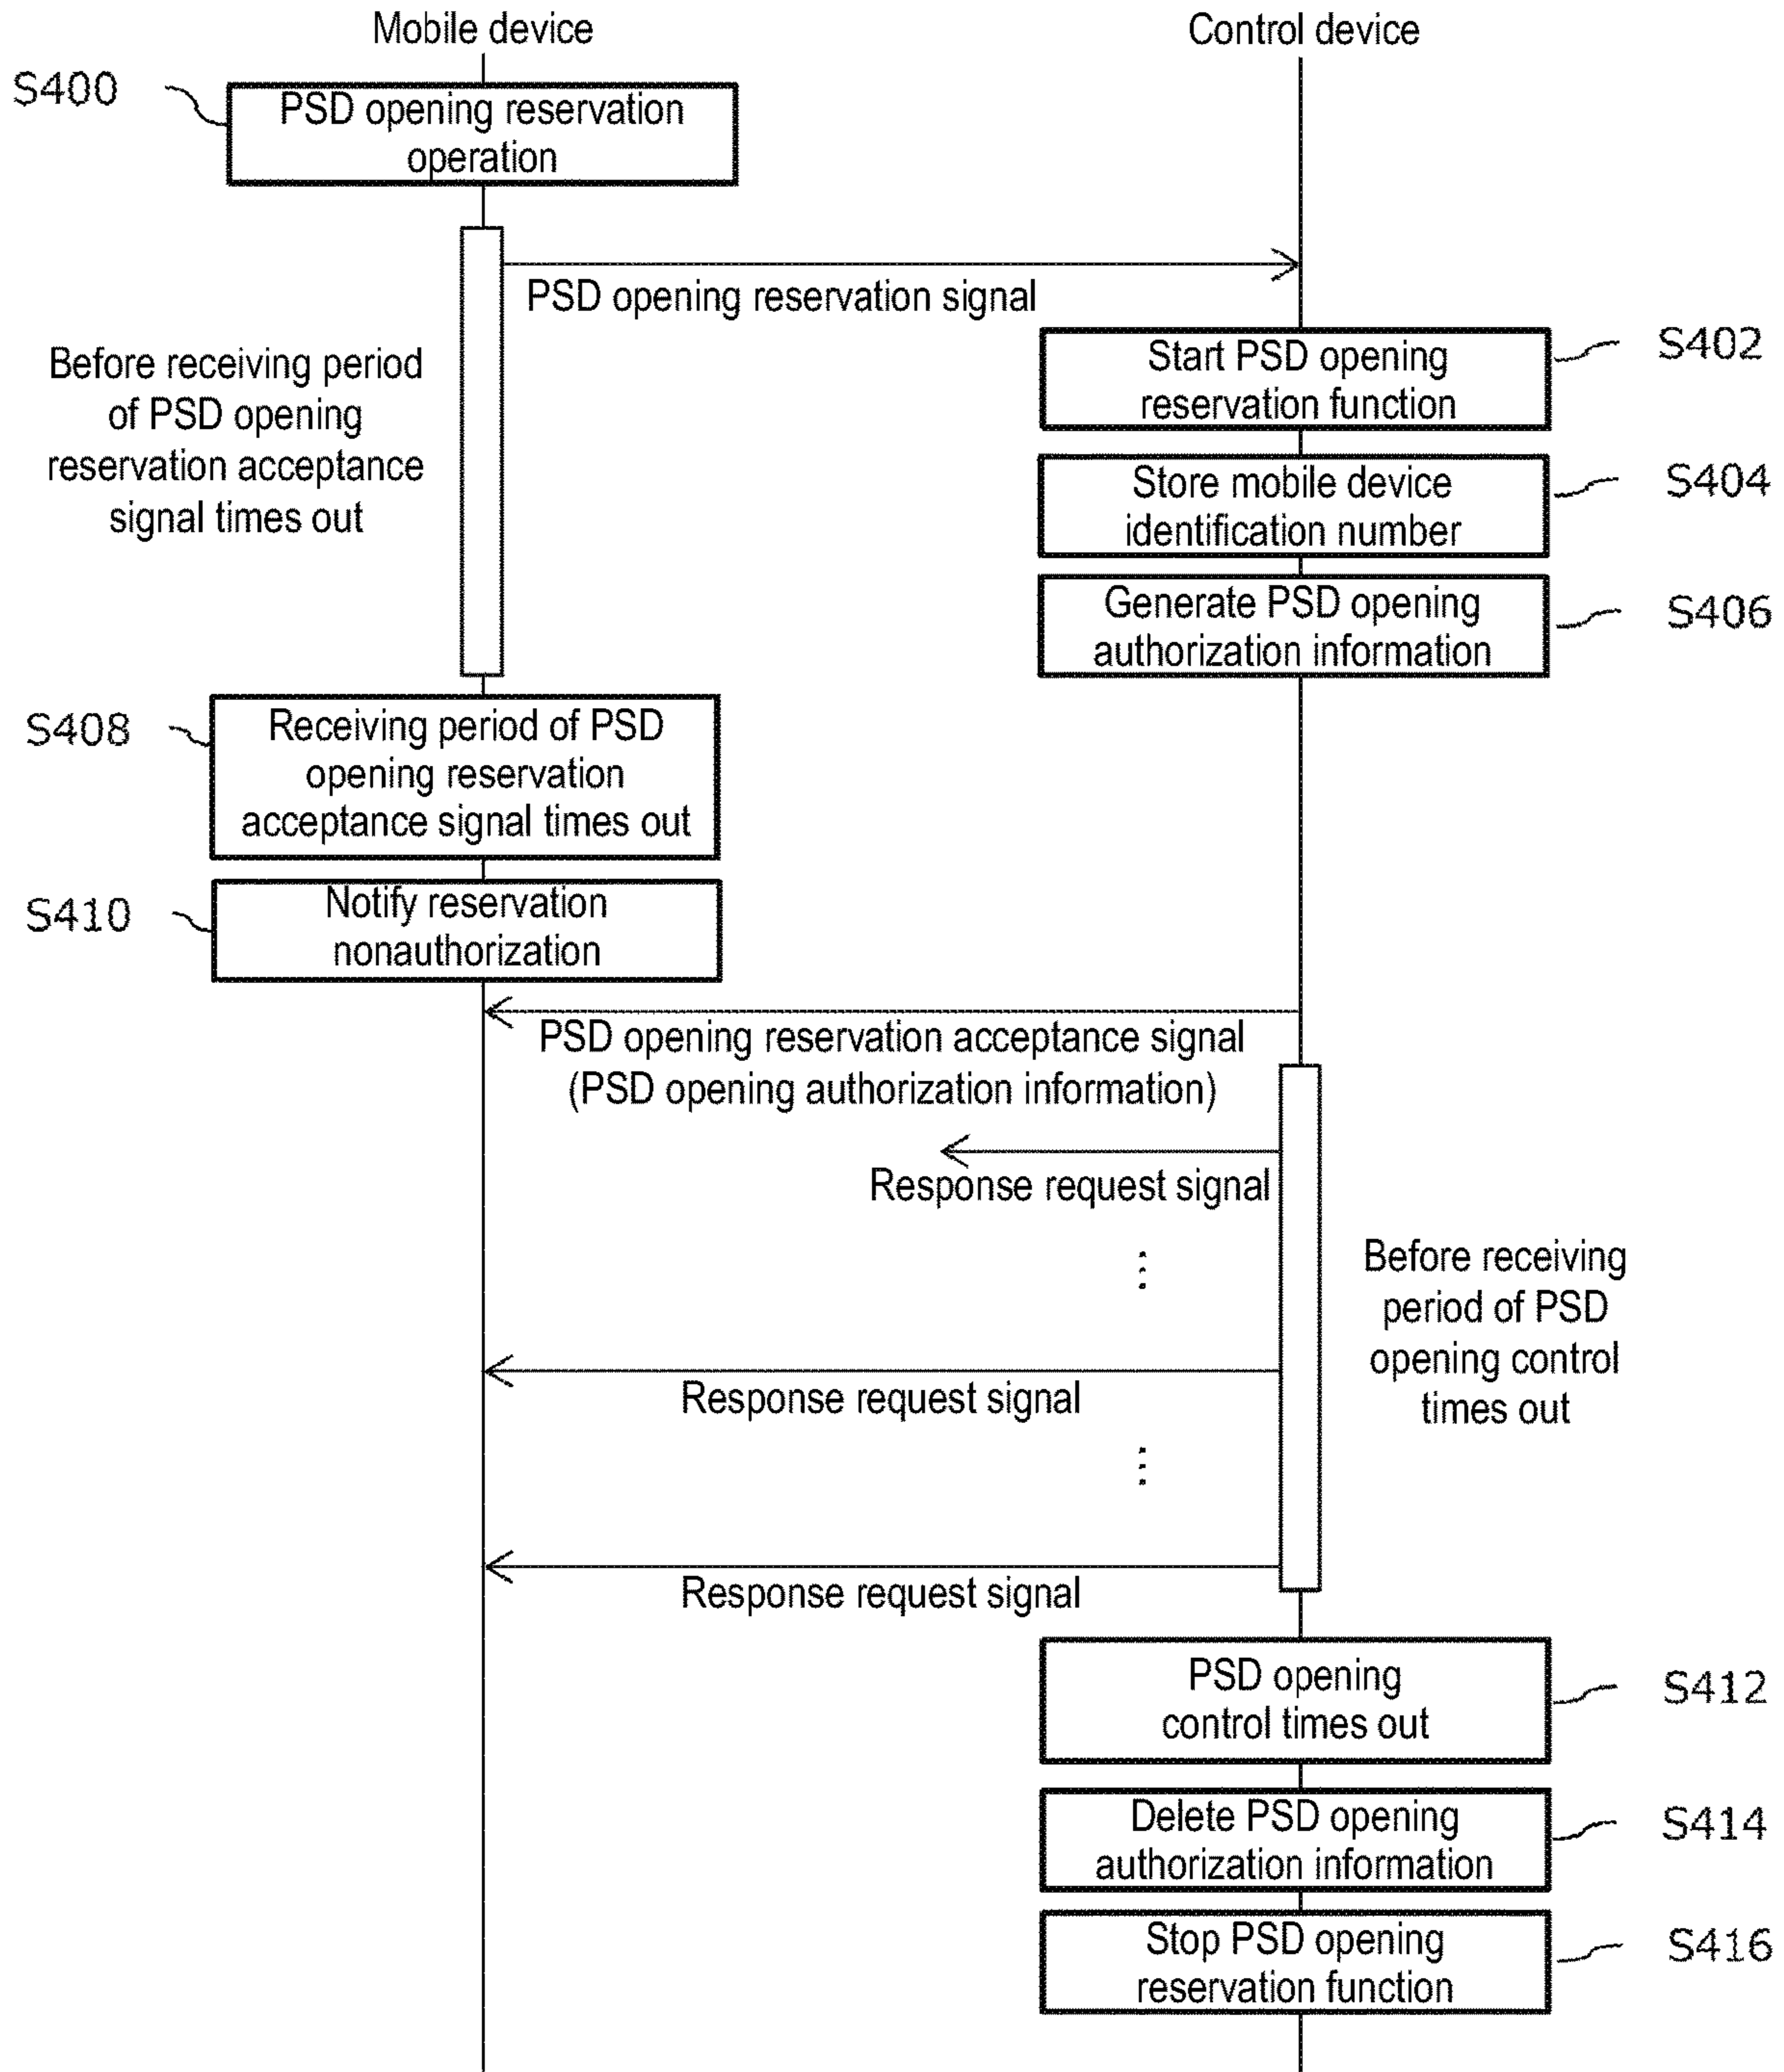 Mobile device
Control device
S400
PSD opening reservation
operation
PSD opening reservation signal
Before receiving period
of PSD opening
reservation acceptance
signal times out
Start PSD opening
reservation function
S402
Store mobile device
identification number
S404
Generate PSD opening
authorization information
S406
S408
Receiving period of PSD
opening reservation
acceptance signal times out
S410
Notify reservation
nonauthorization
PSD opening reservation acceptance signal
(PSD opening authorization information)
Response request signal
Before receiving
period of PSD
opening control
times out
Response request signal
Response request signal
PSD opening
control times out
S412
Delete PSD opening
authorization information
S414
Stop PSD opening
reservation function
S416